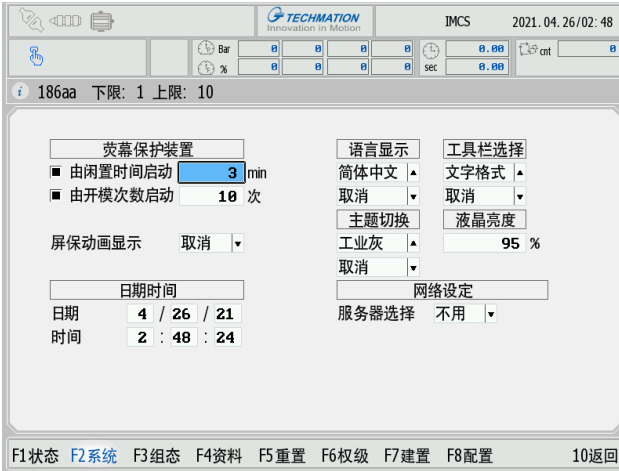 TECHMATION
Innovation in Motion
IMCS
2021.04.26/02:48
Bar 0 0 0 0 0.00 cnt 0
% 0 0 0 0 sec 0.00
i 186aa 下限: 1 上限: 10
荧幕保护装置
由闲置时间启动 3 min
由开模次数启动 10 次
屏保动画显示 取消
日期时间
日期 4 / 26 / 21
时间 2 : 48 : 24
语言显示 工具栏选择
简体中文 文字格式
取消 取消
主题切换 液晶亮度
工业灰 95 %
取消
网络设定
服务器选择 不用
F1状态 F2系统 F3组态 F4资料 F5重置 F6权级 F7建置 F8配置 10返回